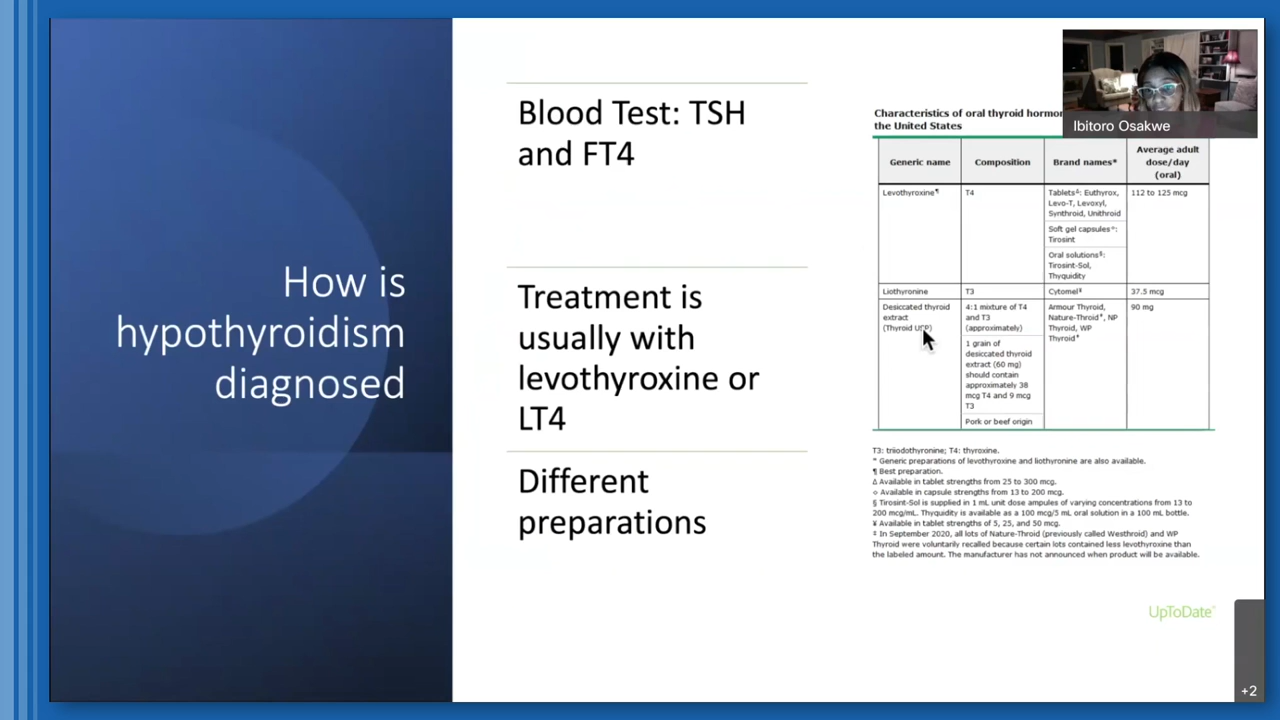 How is
hypothyroidism
diagnosed
Blood Test: TSH
and FT4
Treatment is
usually with
levothyroxine or
LT4
Different
preparations
Characteristics of oral thyroid
the United States
Generic name
Composition
Brand names*
Average adult
dose/day
(oral)
Levothyroxine¶
T4
Tabletsᐃ: Euthyrox,
Levo-T, Levoxyl,
Synthroid, Unithroid
Soft gel capsules◇:
Tirosint
Oral solutions§:
Tirosint-Sol,
Thyquidity
112 to 125 mcg
Liothyronine
T3
Cytomel¥
37.5 mcg
Desiccated thyroid
extract
(Thyroid
4:1 mixture of T4
and T3
(approximately)
1 grain of
desiccated thyroid
extract (60 mg)
should contain
approximately 38
mcg T4 and 9 mcg
T3
Pork or beef origin
Armour Thyroid,
Nature-Throid‡, NP
Thyroid, WP
Thyroid‡
90 mg
T3: triiodothyronine; T4: thyroxine.
* Generic preparations of levothyroxine and liothyronine are also available.
¶ Best preparation.
Δ Available in tablet strengths from 25 to 300 mcg.
◇ Available in capsule strengths from 13 to 200 mcg.
§ Tirosint-Sol is supplied in 1 mL unit dose ampules of varying concentrations from 13 to
200 mcg/mL. Thyquidity is available as a 100 mcg/5 mL oral solution in a 100 mL bottle.
¥ Available in tablet strengths of 5, 25, and 50 mcg.
‡ In September 2020, all lots of Nature-Throid (previously called Westhroid) and WP
Thyroid were voluntarily recalled because certain lots contained less levothyroxine than
the labeled amount. The manufacturer has not announced when product will be available.
UpToDate®
Ibitoro Osakwe
+2